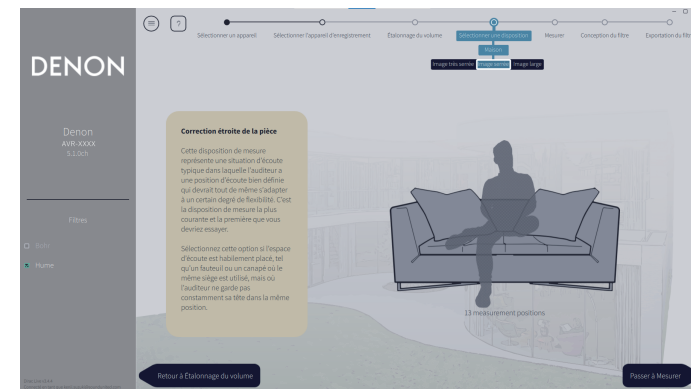 Sélectionner un appareil
Sélectionner l'appareil d'enregistrement
Étalonnage du volume
Sélectionner une disposition
Mesurer
Conception du filtre
Exportation du filtre
Maison
Image très serrée
Image serrée
Image large
DENON
Denon
AVR-XXXX
5.1.0ch
Filtres
Bohr
Hume
Correction étroite de la pièce
Cette disposition de mesure
représente une situation d'écoute
typique dans laquelle l'auditeur a
une position d'écoute bien définie
qui devrait tout de même s'adapter
à un certain degré de flexibilité. C'est
la disposition de mesure la plus
courante et la première que vous
devriez essayer.
Sélectionnez cette option si l'espace
d'écoute est habilement placé, tel
qu'un fauteuil ou un canapé où le
même siège est utilisé, mais où
l'auditeur ne garde pas
constamment sa tête dans la même
position.
13 measurement positions
Retour à Étalonnage du volume
Passer à Mesurer